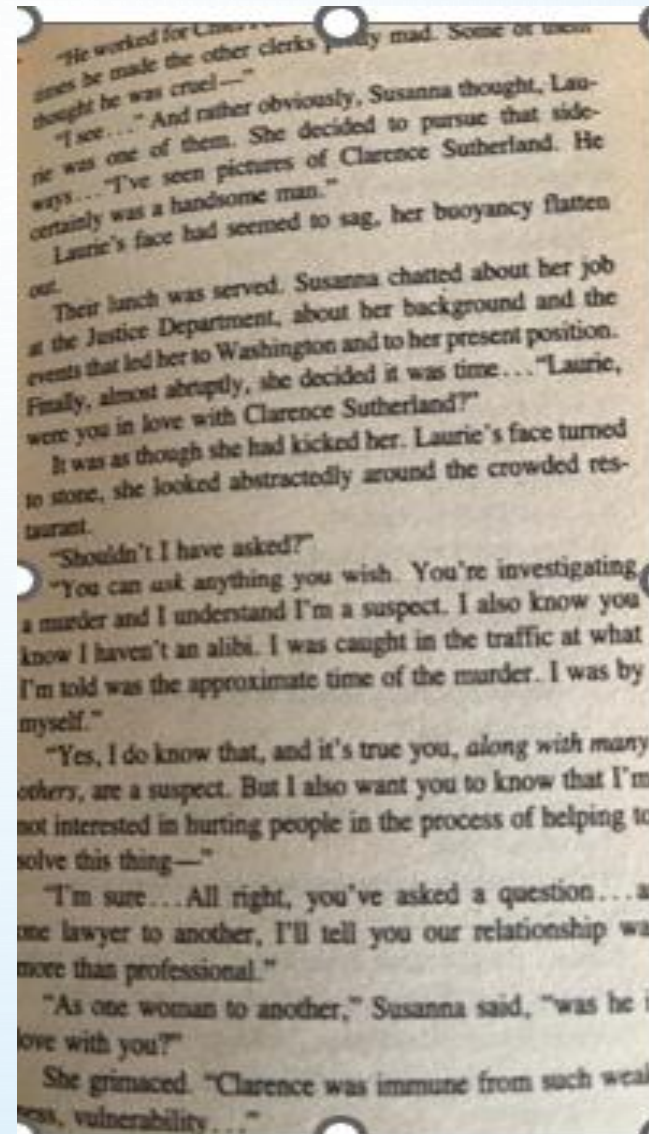 "He worked for
times he made the other clerks mad. Some of them
thought he was cruel—"
"I see..." And rather obviously, Susanna thought, Lau-
rie was one of them. She decided to pursue that side-
ways... "I've seen pictures of Clarence Sutherland. He
certainly was a handsome man."
Laurie's face had seemed to sag, her buoyancy flatten
out.
Their lunch was served. Susanna chatted about her job
at the Justice Department, about her background and the
events that led her to Washington and to her present position.
Finally, almost abruptly, she decided it was time..."Laurie,
were you in love with Clarence Sutherland?"
It was as though she had kicked her. Laurie's face turned
to stone, she looked abstractedly around the crowded res-
taurant.
"Shouldn't I have asked?"
"You can ask anything you wish. You're investigating
a murder and I understand I'm a suspect. I also know you
know I haven't an alibi. I was caught in the traffic at what
I'm told was the approximate time of the murder. I was by
myself."
"Yes, I do know that, and it's true you, along with many
others, are a suspect. But I also want you to know that I'm
not interested in hurting people in the process of helping to
solve this thing—"
"I'm sure...All right, you've asked a question...a
one lawyer to another, I'll tell you our relationship wa
more than professional."
"As one woman to another," Susanna said, "was he i
love with you?"
She grimaced. "Clarence was immune from such weak
ness, vulnerability..."